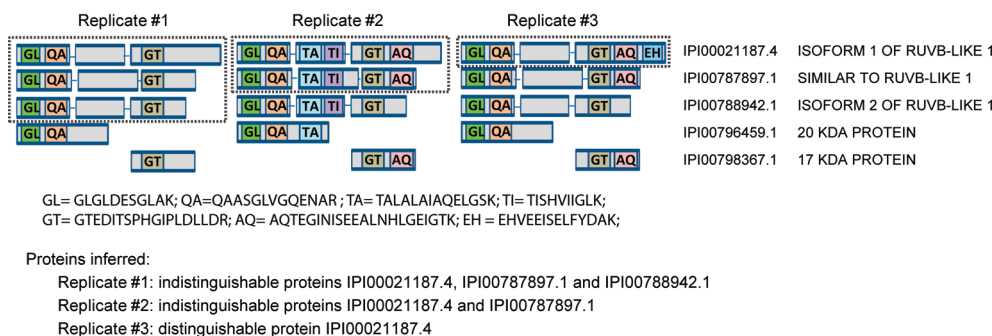 Replicate #1 Replicate #2 Replicate #3
GL QA GT GL QA TA TI GT AQ GL QA GT AQ EH IPI00021187.4 ISOFORM 1 OF RUVB-LIKE 1
GL QA GT GL QA TA TI GT AQ GL QA GT AQ IPI00787897.1 SIMILAR TO RUVB-LIKE 1
GL QA GT GL QA TA TI GT GL QA GT IPI00788942.1 ISOFORM 2 OF RUVB-LIKE 1
GL QA GL QA TA GL QA IPI00796459.1 20 KDA PROTEIN
GT GT AQ GT AQ IPI00798367.1 17 KDA PROTEIN
GL= GLGLDESGLAK; QA=QAASGLVGQENAR ; TA= TALALAIAQELGSK; TI= TISHVIIGLK;
GT= GTEDITSPHGIPLDLLDR; AQ= AQTEGINISEEALNHLGEIGTK; EH = EHVEEISELFYDAK;
Proteins inferred:
Replicate #1: indistinguishable proteins IPI00021187.4, IPI00787897.1 and IPI00788942.1
Replicate #2: indistinguishable proteins IPI00021187.4 and IPI00787897.1
Replicate #3: distinguishable protein IPI00021187.4